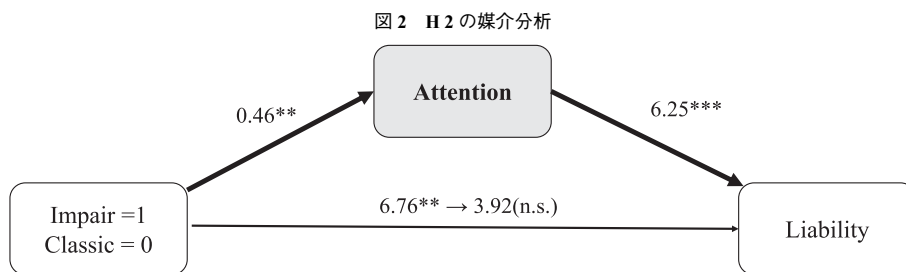 図2 H2の媒介分析
Attention
0.46**
6.25***
6.76** → 3.92(n.s.)
Impair =1
Classic = 0
Liability